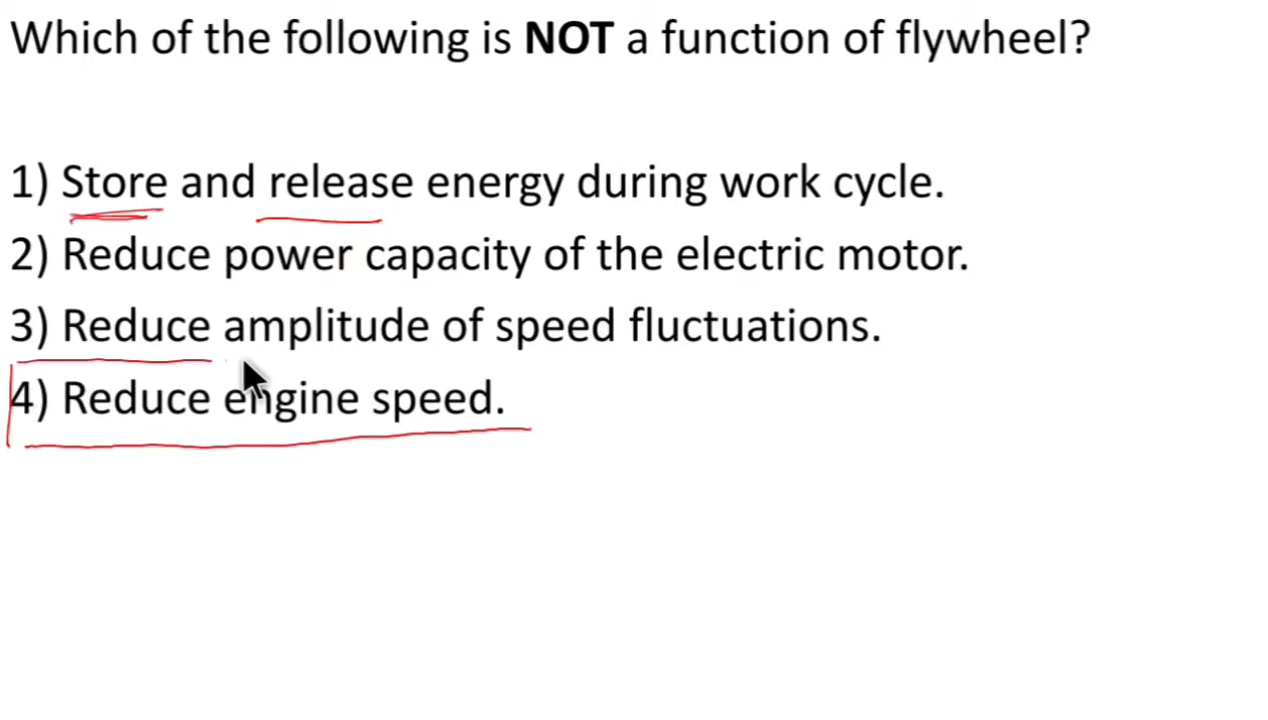 Which of the following is NOT a function of flywheel?
1) Store and release energy during work cycle.
2) Reduce power capacity of the electric motor.
3) Reduce amplitude of speed fluctuations.
4) Reduce engine speed.